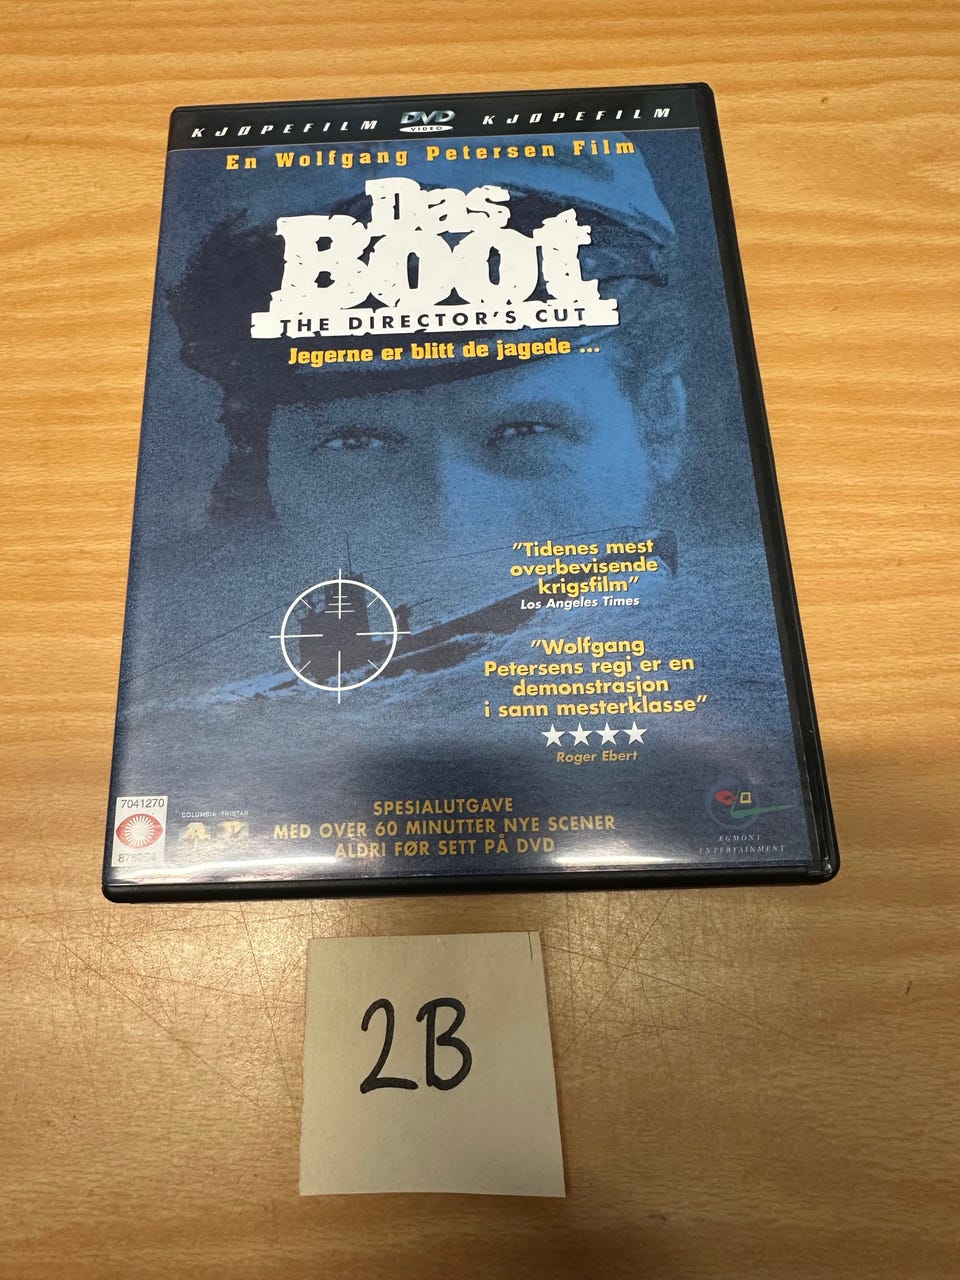 KJØPEFILM DVD VIDEO KJØPEFILM
En Wolfgang Petersen Film
Das
Boot
THE DIRECTOR'S CUT
Jegerne er blitt de jagede ...
"Tidenes mest
overbevisende
krigsfilm"
Los Angeles Times
"Wolfgang
Petersens regi er en
demonstrasjon
i sann mesterklasse"
★★★★
Roger Ebert
7041270
COLUMBIA TRISTAR
SPESIALUTGAVE
MED OVER 60 MINUTTER NYE SCENER
ALDRI FØR SETT PÅ DVD
EGMONT
ENTERTAINMENT
2B